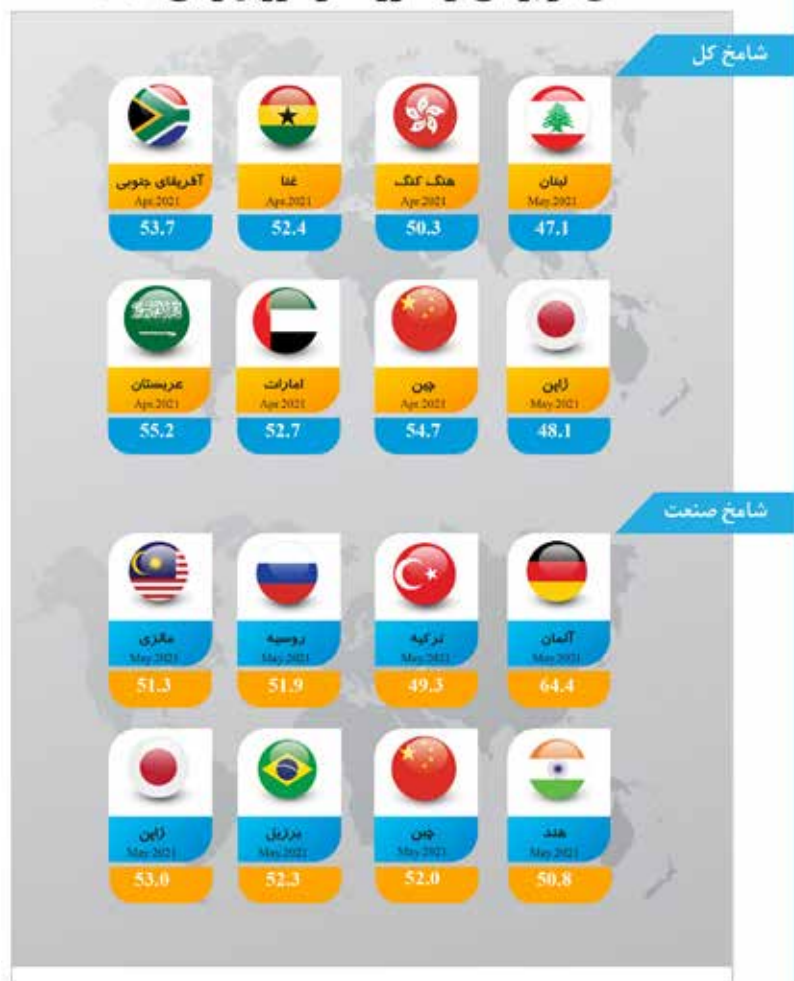 شامخ کل
لبنان
May.2021
47.1
هنگ کنگ
Apr.2021
50.3
غنا
Apr.2021
52.4
آفریقای جنوبی
Apr.2021
53.7
ژاپن
May.2021
48.1
چین
Apr.2021
54.7
امارات
Apr.2021
52.7
عربستان
Apr.2021
55.2
شامخ صنعت
آلمان
May.2021
64.4
ترکیه
May.2021
49.3
روسیه
May.2021
51.9
مالزی
May.2021
51.3
هند
May.2021
50.8
چین
May.2021
52.0
برزیل
May.2021
52.3
ژاپن
May.2021
53.0